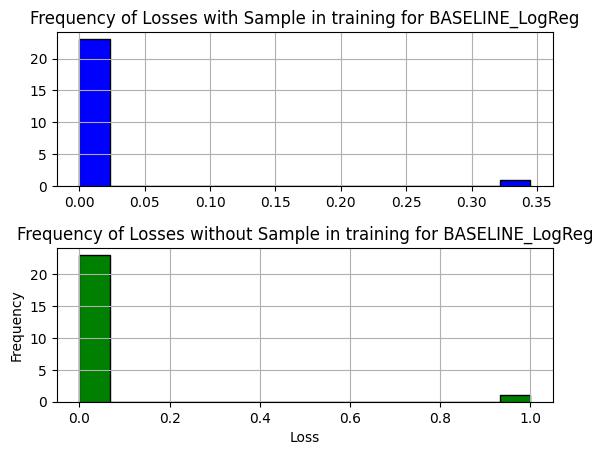 Frequency of Losses with Sample in training for BASELINE_LogReg
20
15
10
5
0
0.00 0.05 0.10 0.15 0.20 0.25 0.30 0.35
Frequency of Losses without Sample in training for BASELINE_LogReg
Frequency
20
15
10
5
0
0.0 0.2 0.4 0.6 0.8 1.0
Loss